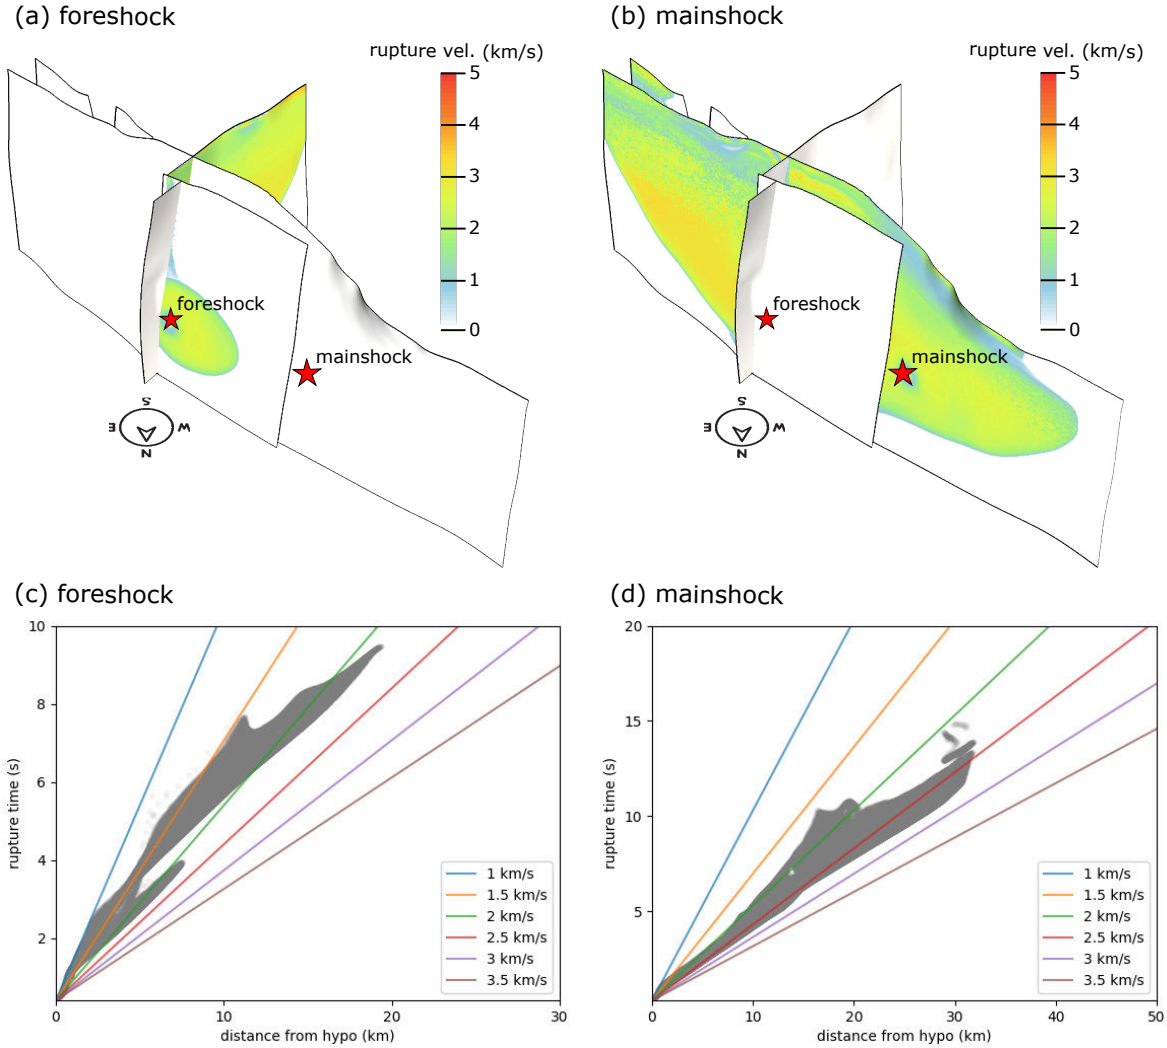 (a) foreshock
rupture vel. (km/s)
5
4
3
2
1
0
foreshock
mainshock
S
E
W
N
(b) mainshock
rupture vel. (km/s)
5
4
3
2
1
0
foreshock
mainshock
S
E
W
N
(c) foreshock
10
8
6
4
2
rupture time (s)
0
10
20
30
distance from hypo (km)
1 km/s
1.5 km/s
2 km/s
2.5 km/s
3 km/s
3.5 km/s
(d) mainshock
20
15
10
5
rupture time (s)
0
10
20
30
40
50
distance from hypo (km)
1 km/s
1.5 km/s
2 km/s
2.5 km/s
3 km/s
3.5 km/s